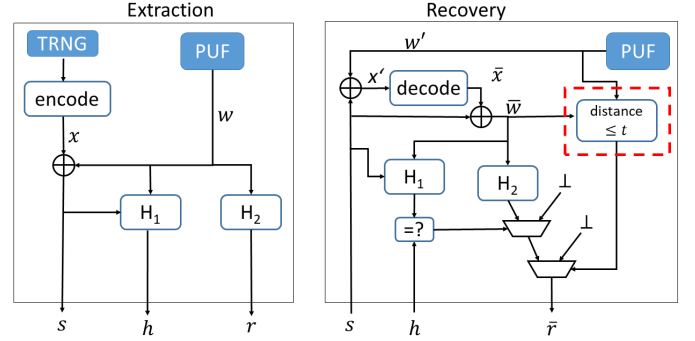 Extraction
TRNG
PUF
encode
x
w
H₁
H₂
s
h
r
Recovery
w′
PUF
x‘
decode
x̄
w̄
distance
≤ t
H₁
H₂
⊥
=?
⊥
s
h
r̄